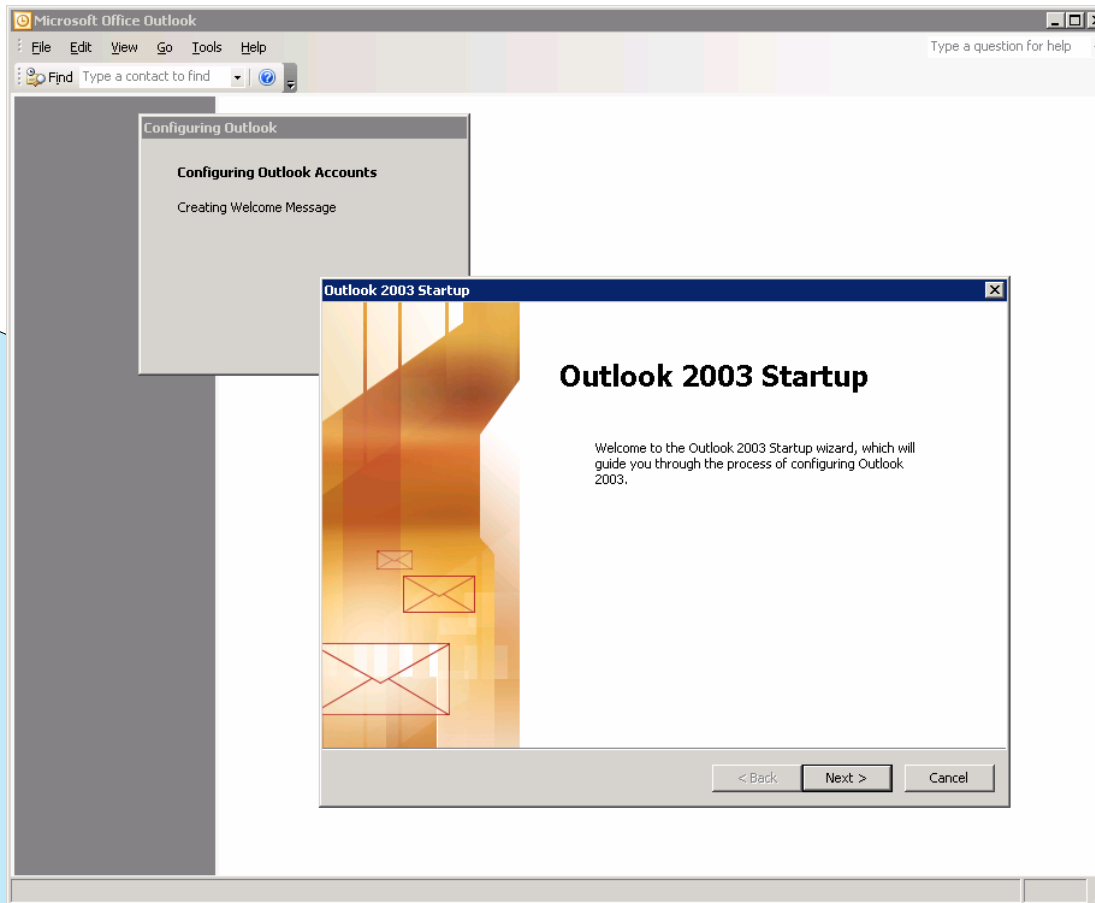 Microsoft Office Outlook
File Edit View Go Tools Help
Type a question for help
Find Type a contact to find
Configuring Outlook
Configuring Outlook Accounts
Creating Welcome Message
Outlook 2003 Startup
Outlook 2003 Startup
Welcome to the Outlook 2003 Startup wizard, which will
guide you through the process of configuring Outlook
2003.
< Back Next > Cancel